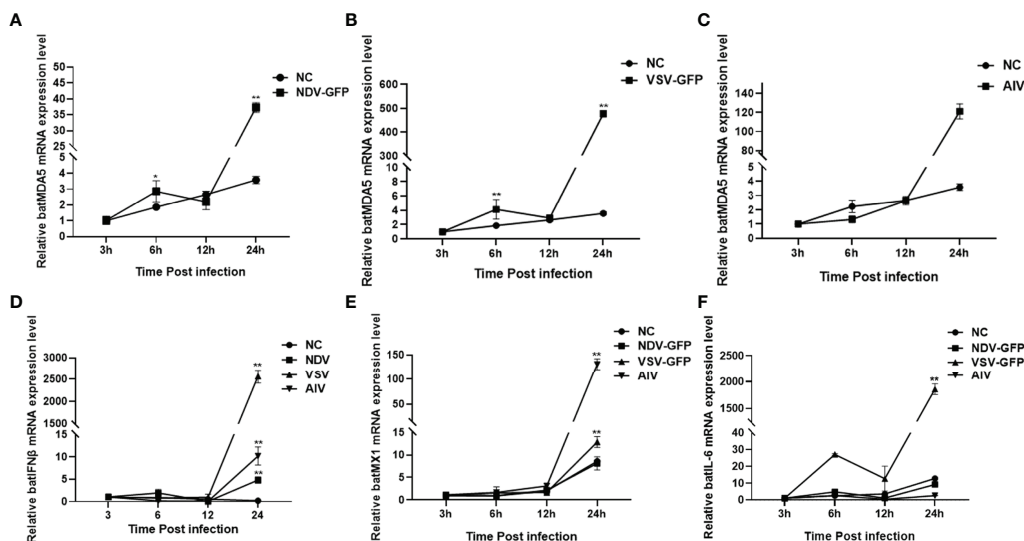 A
Relative batMDA5 mRNA expression level
50
45
40
35
30
25
5
4
3
2
1
0
*
**
NC
NDV-GFP
3h 6h 12h 24h
Time Post infection
B
Relative batMDA5 mRNA expression level
600
500
400
300
10
8
6
4
2
0
**
**
NC
VSV-GFP
3h 6h 12h 24h
Time Post infection
C
Relative batMDA5 mRNA expression level
140
120
100
80
6
5
4
3
2
1
0
NC
AIV
3h 6h 12h 24h
Time Post infection
D
Relative batIFNβ mRNA expression level
3000
2500
2000
1500
15
10
5
0
**
**
**
NC
NDV
VSV
AIV
3 6 12 24
Time Post infection
E
Relative batMX1 mRNA expression level
150
100
50
15
10
5
0
**
**
NC
NDV-GFP
VSV-GFP
AIV
3h 6h 12h 24h
Time Post infection
F
Relative batIL-6 mRNA expression level
2500
2000
1500
40
30
20
10
0
**
NC
NDV-GFP
VSV-GFP
AIV
3h 6h 12h 24h
Time Post infection